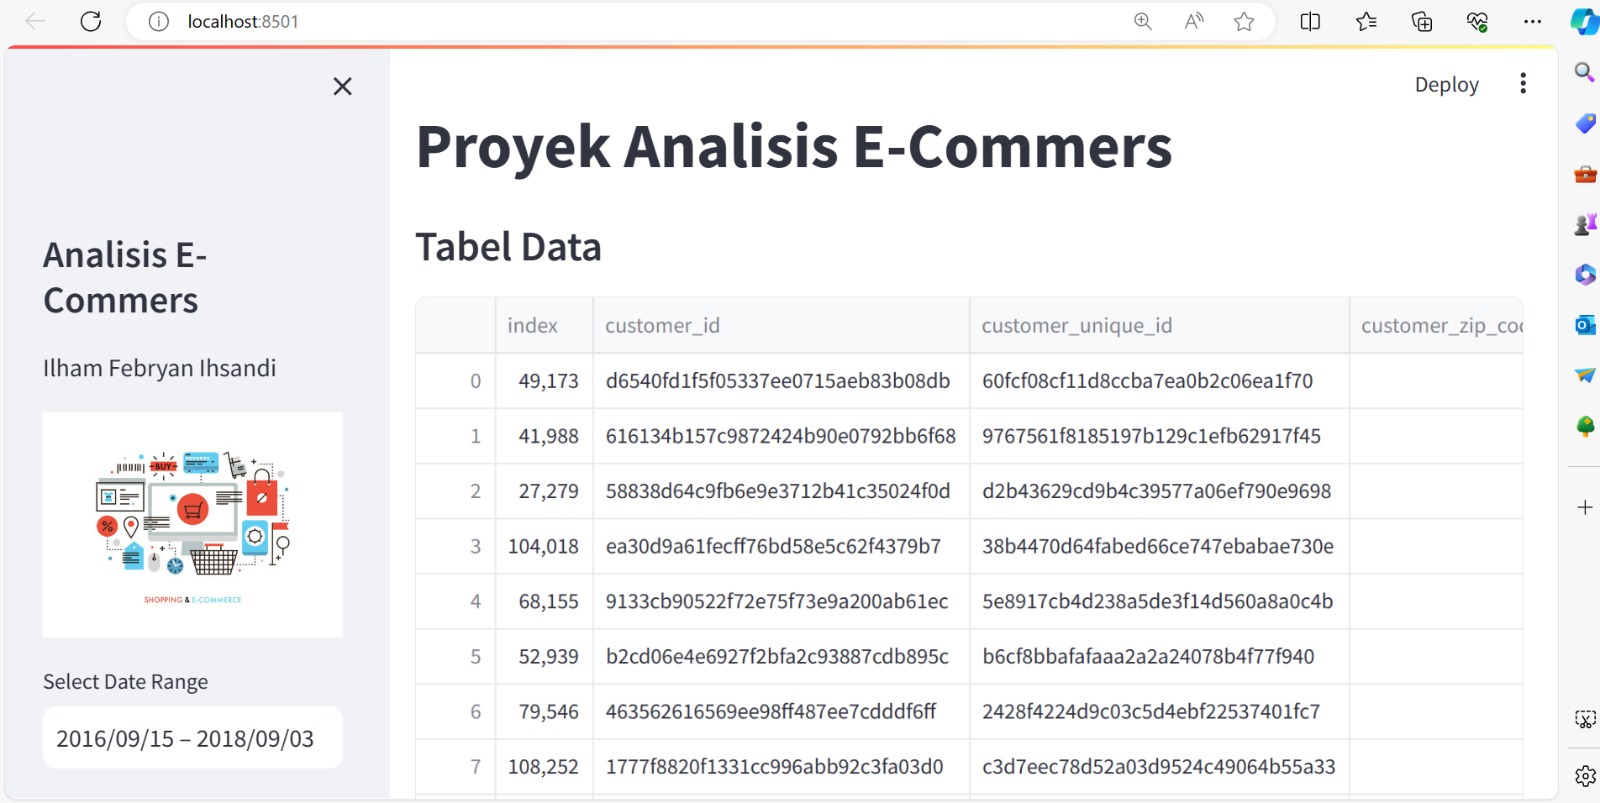 localhost:8501
Deploy
Analisis E-
Commers
Ilham Febryan Ihsandi
BUY
SHOPPING & E-COMMERCE
Select Date Range
2016/09/15 – 2018/09/03
Proyek Analisis E-Commers
Tabel Data
index customer_id customer_unique_id customer_zip_co
0 49,173 d6540fd1f5f05337ee0715aeb83b08db 60fcf08cf11d8ccba7ea0b2c06ea1f70
1 41,988 616134b157c9872424b90e0792bb6f68 9767561f8185197b129c1efb62917f45
2 27,279 58838d64c9fb6e9e3712b41c35024f0d d2b43629cd9b4c39577a06ef790e9698
3 104,018 ea30d9a61fecff76bd58e5c62f4379b7 38b4470d64fabed66ce747ebabae730e
4 68,155 9133cb90522f72e75f73e9a200ab61ec 5e8917cb4d238a5de3f14d560a8a0c4b
5 52,939 b2cd06e4e6927f2bfa2c93887cdb895c b6cf8bbafafaaa2a2a24078b4f77f940
6 79,546 463562616569ee98ff487ee7cdddf6ff 2428f4224d9c03c5d4ebf22537401fc7
7 108,252 1777f8820f1331cc996abb92c3fa03d0 c3d7eec78d52a03d9524c49064b55a33